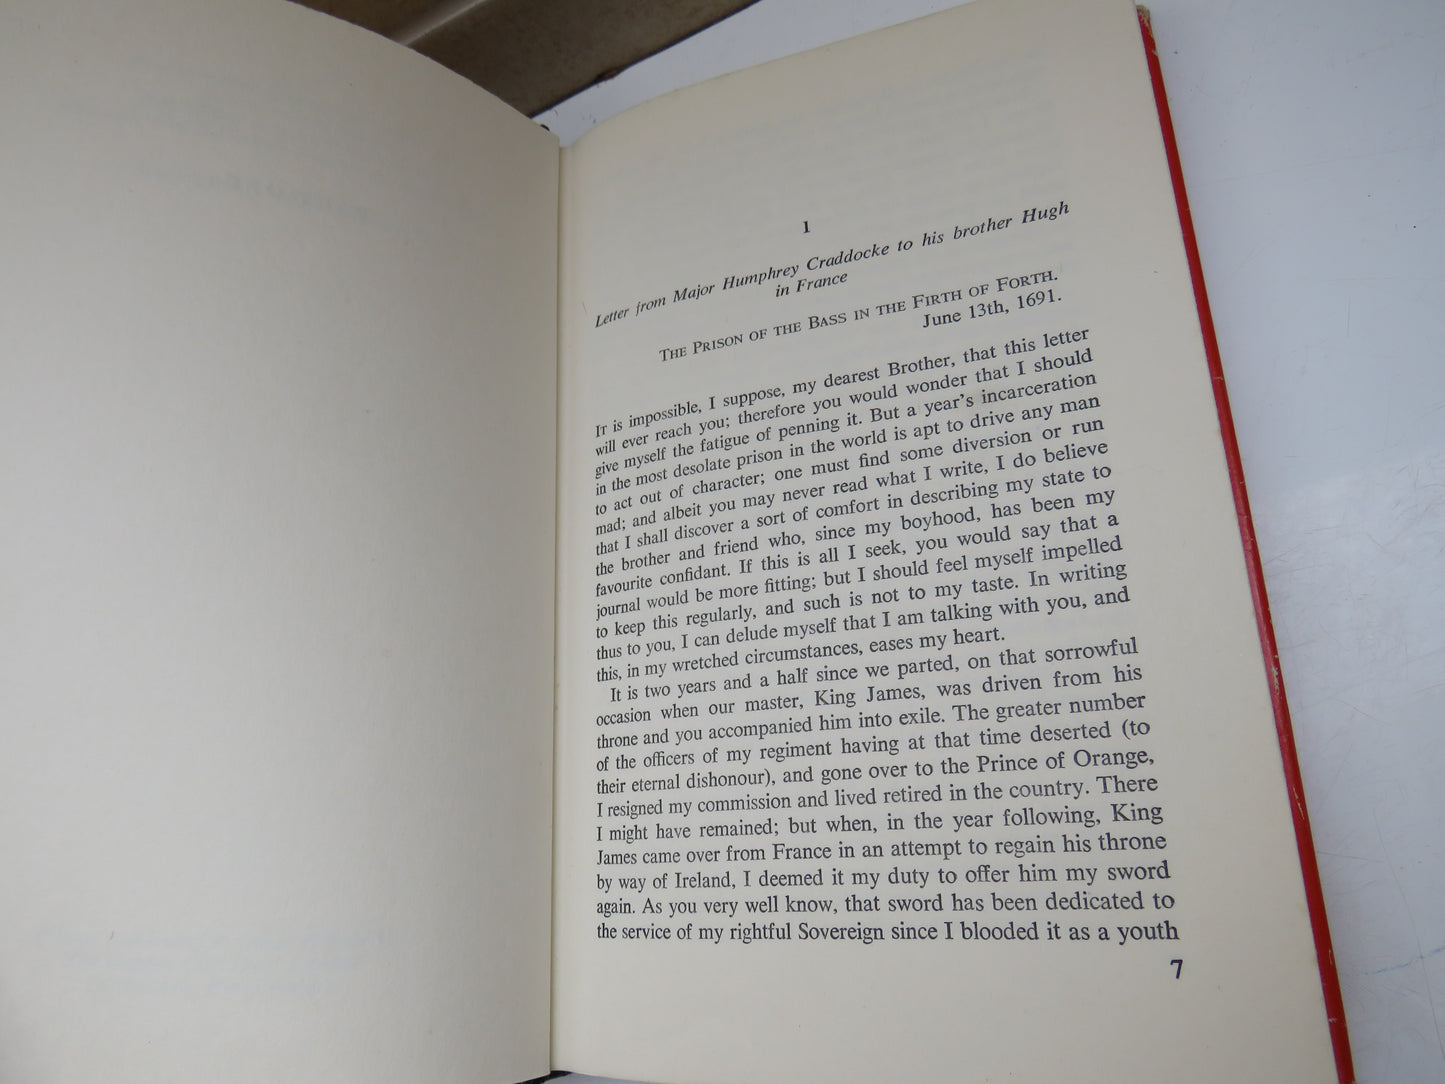 1
Letter from Major Humphrey Craddocke to his brother Hugh
in France
THE PRISON OF THE BASS IN THE FIRTH OF FORTH.
June 13th, 1691.
IT is impossible, I suppose, my dearest Brother, that this letter
will ever reach you; therefore you would wonder that I should
give myself the fatigue of penning it. But a year's incarceration
in the most desolate prison in the world is apt to drive any man
to act out of character; one must find some diversion or run
mad; and albeit you may never read what I write, I do believe
that I shall discover a sort of comfort in describing my state to
the brother and friend who, since my boyhood, has been my
favourite confidant. If this is all I seek, you would say that a
journal would be more fitting; but I should feel myself impelled
to keep this regularly, and such is not to my taste. In writing
thus to you, I can delude myself that I am talking with you, and
this, in my wretched circumstances, eases my heart.
It is two years and a half since we parted, on that sorrowful
occasion when our master, King James, was driven from his
throne and you accompanied him into exile. The greater number
of the officers of my regiment having at that time deserted (to
their eternal dishonour), and gone over to the Prince of Orange,
I resigned my commission and lived retired in the country. There
I might have remained; but when, in the year following, King
James came over from France in an attempt to regain his throne
by way of Ireland, I deemed it my duty to offer him my sword
again. As you very well know, that sword has been dedicated to
the service of my rightful Sovereign since I blooded it as a youth
7